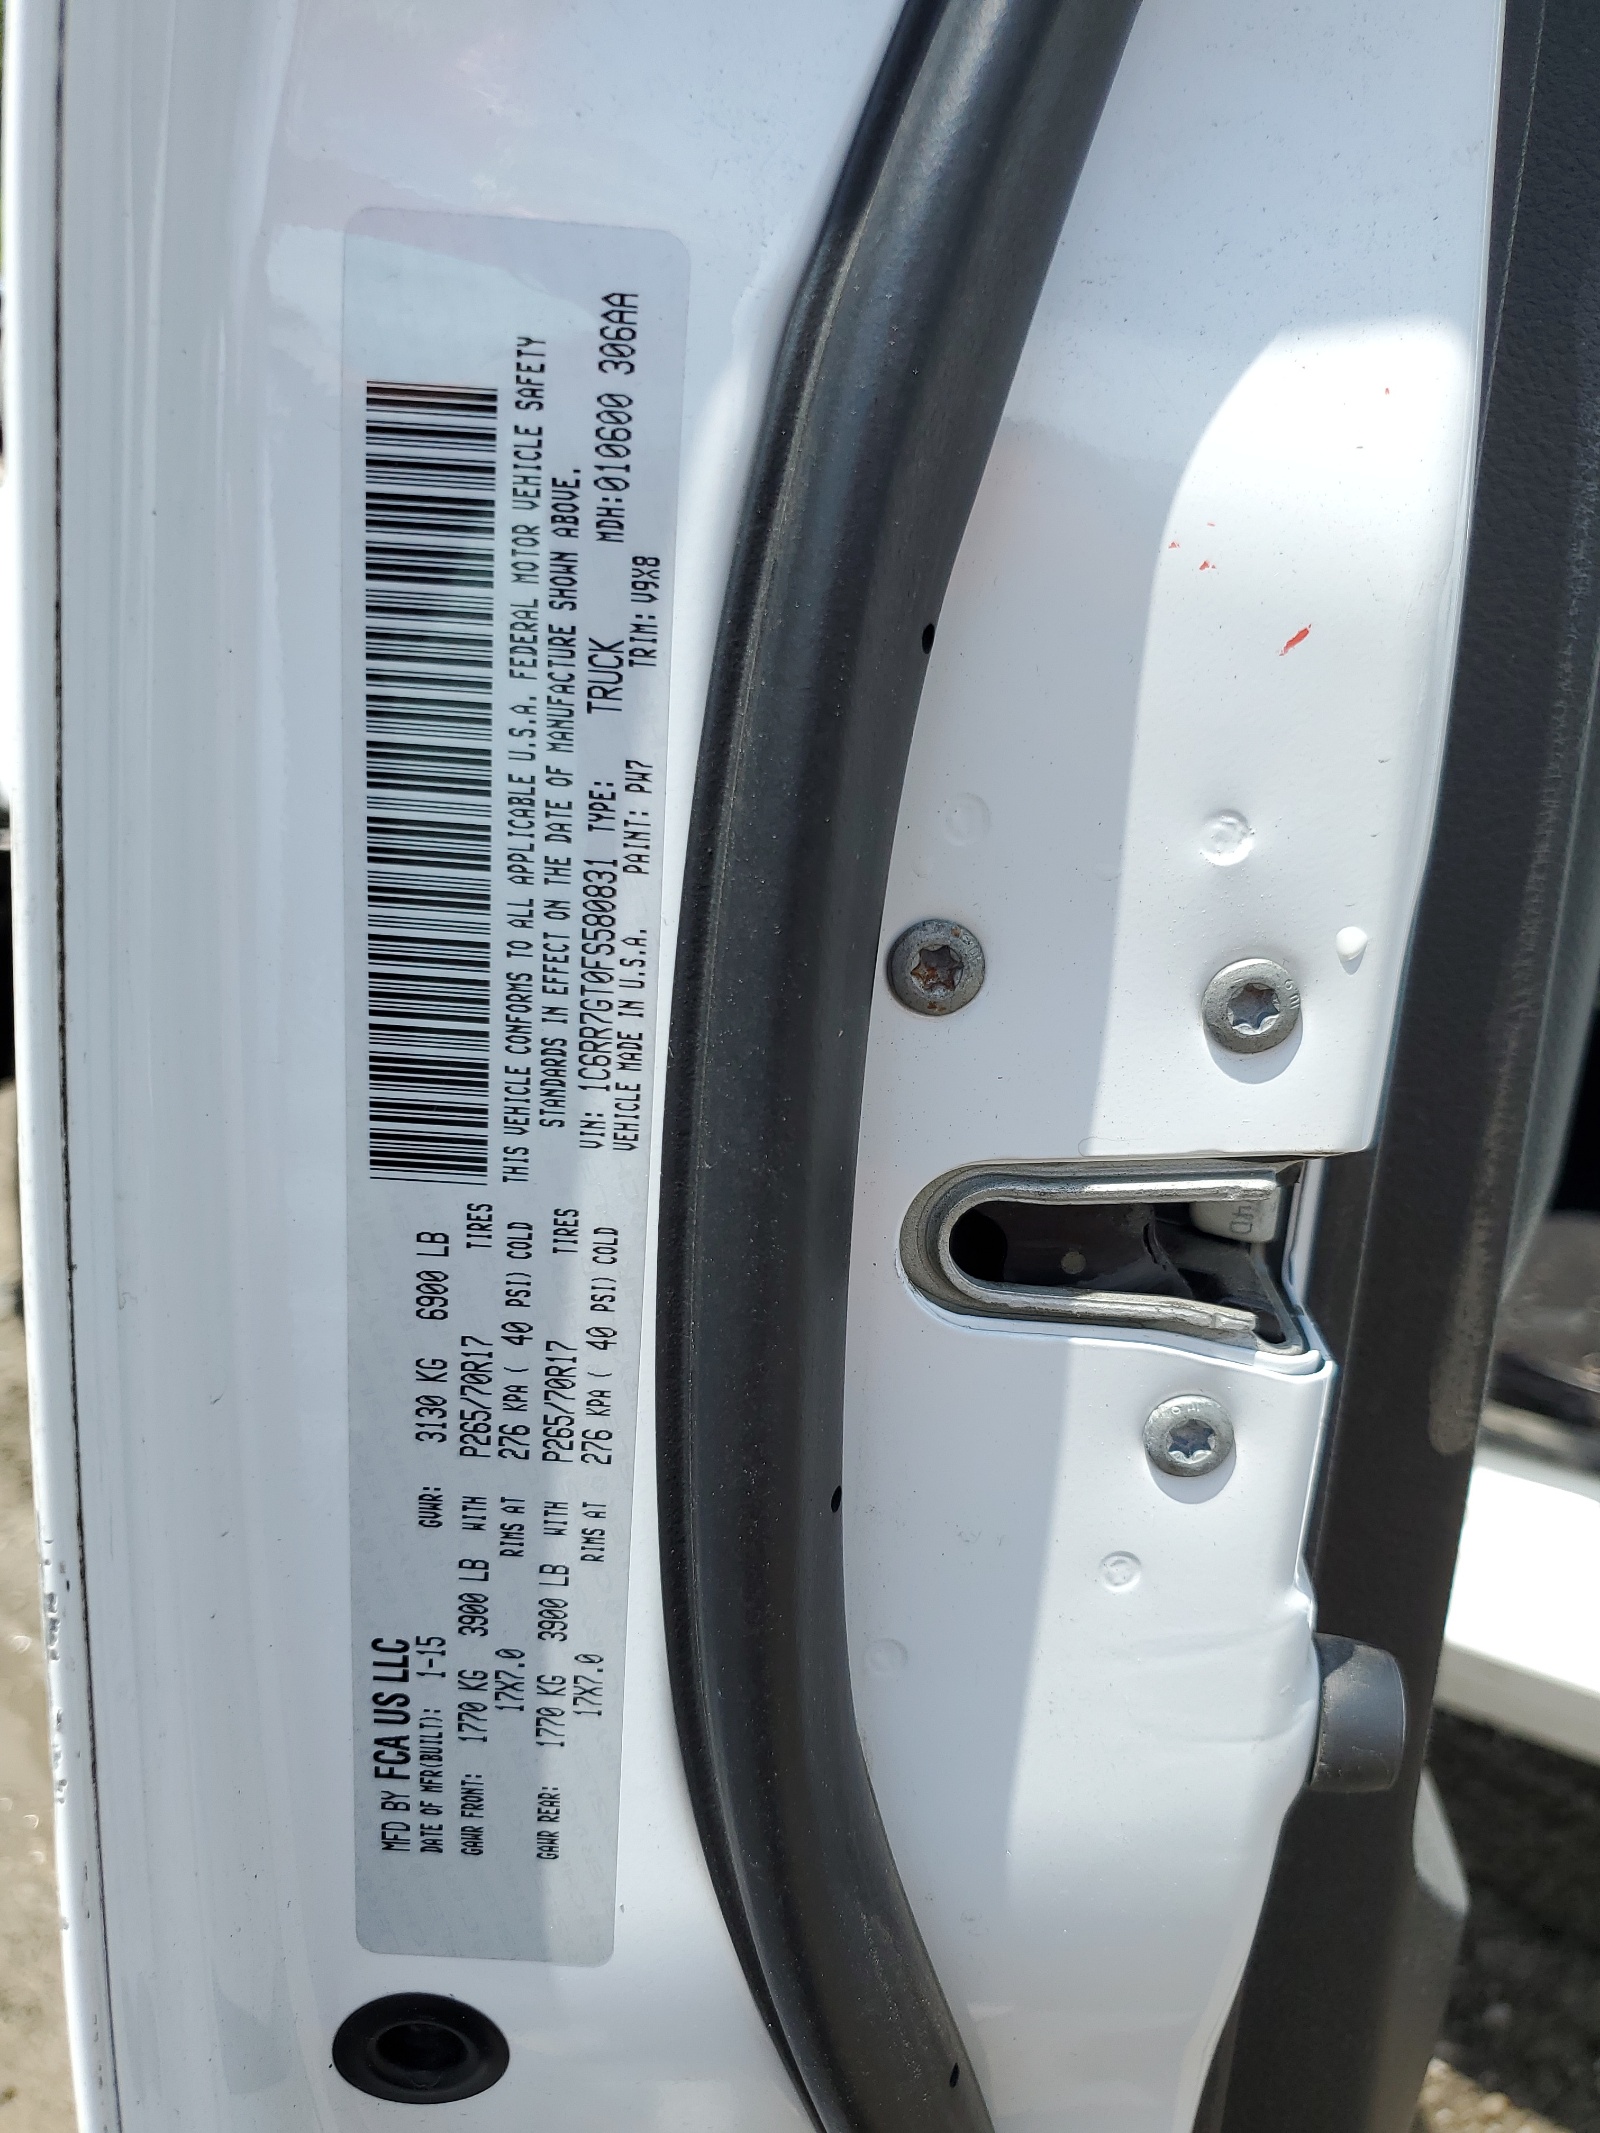 MFD BY FCA US LLC
DATE OF MFR(BUILT): 1-15 GVWR: 3130 KG 6900 LB
GAWR FRONT: 1770 KG 3900 LB WITH P265/70R17 TIRES
17X7.0 RIMS AT 276 KPA ( 40 PSI) COLD
GAWR REAR: 1770 KG 3900 LB WITH P265/70R17 TIRES
17X7.0 RIMS AT 276 KPA ( 40 PSI) COLD
THIS VEHICLE CONFORMS TO ALL APPLICABLE U.S.A. FEDERAL MOTOR VEHICLE SAFETY
STANDARDS IN EFFECT ON THE DATE OF MANUFACTURE SHOWN ABOVE.
VIN: 1C6RR7GT0FS580831 TYPE: TRUCK MDH:010600 306AA
VEHICLE MADE IN U.S.A. PAINT: PW7 TRIM: V9X8